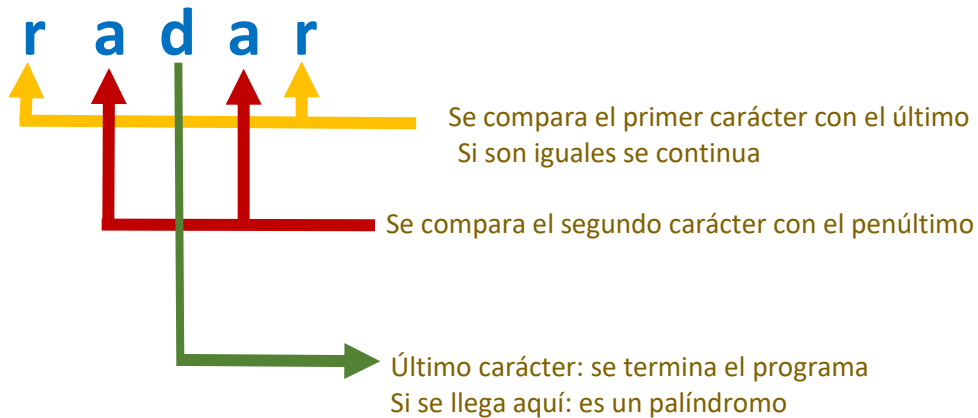 r a d a r
Se compara el primer carácter con el último
Si son iguales se continua
Se compara el segundo carácter con el penúltimo
Último carácter: se termina el programa
Si se llega aquí: es un palíndromo